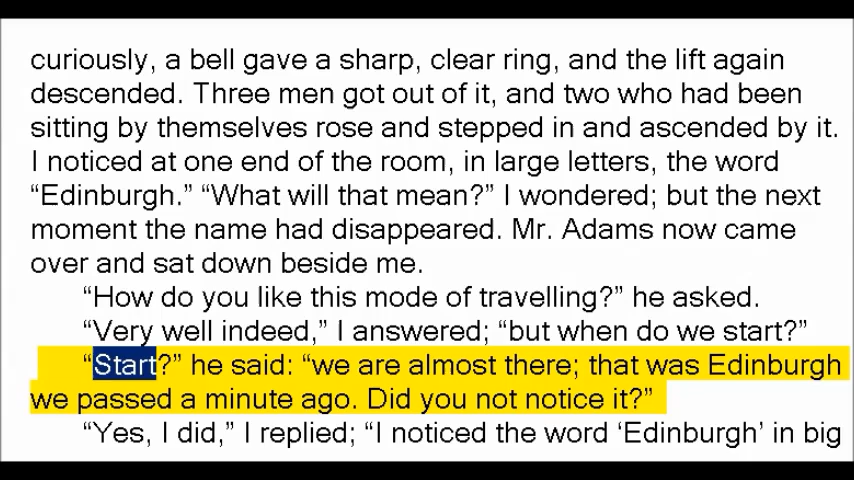 curiously, a bell gave a sharp, clear ring, and the lift again
descended. Three men got out of it, and two who had been
sitting by themselves rose and stepped in and ascended by it.
I noticed at one end of the room, in large letters, the word
“Edinburgh.” “What will that mean?” I wondered; but the next
moment the name had disappeared. Mr. Adams now came
over and sat down beside me.
“How do you like this mode of travelling?” he asked.
“Very well indeed,” I answered; “but when do we start?”
“Start?” he said: “we are almost there; that was Edinburgh
we passed a minute ago. Did you not notice it?”
“Yes, I did,” I replied; “I noticed the word ‘Edinburgh’ in big